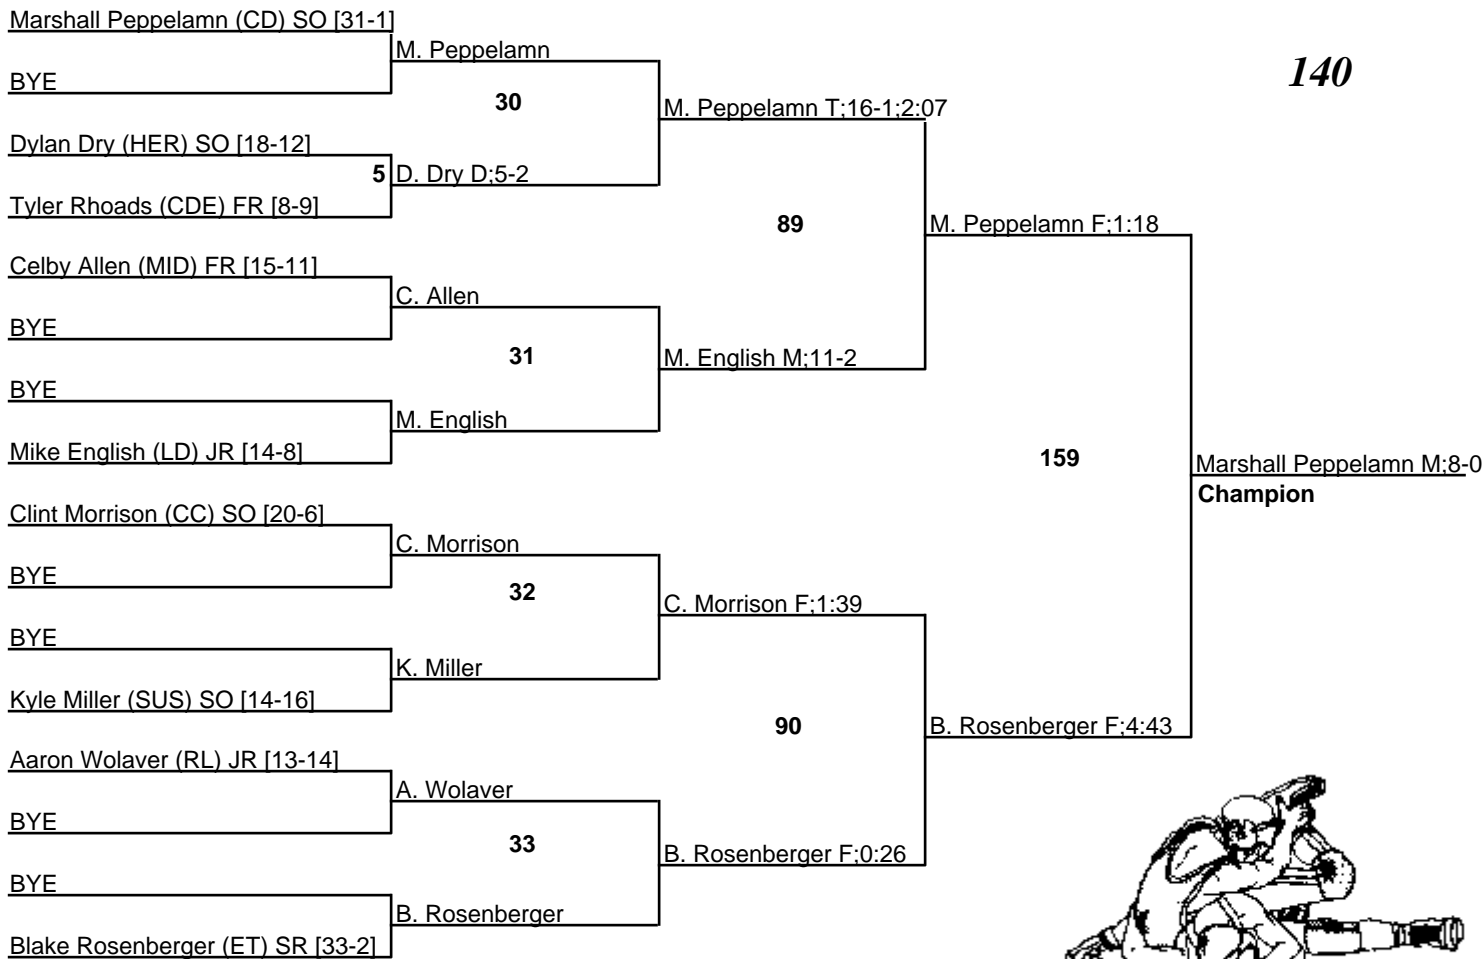 Marshall Peppelamn (CD) SO [31-1]
BYE
Dylan Dry (HER) SO [18-12]
Tyler Rhoads (CDE) FR [8-9]
Celby Allen (MID) FR [15-11]
BYE
BYE
Mike English (LD) JR [14-8]
Clint Morrison (CC) SO [20-6]
BYE
BYE
Kyle Miller (SUS) SO [14-16]
Aaron Wolaver (RL) JR [13-14]
BYE
BYE
Blake Rosenberger (ET) SR [33-2]
M. Peppelamn
30
5 D. Dry D;5-2
C. Allen
31
M. English
C. Morrison
32
K. Miller
A. Wolaver
33
B. Rosenberger
M. Peppelamn T;16-1;2:07
89
M. English M;11-2
C. Morrison F;1:39
90
B. Rosenberger F;0:26
M. Peppelamn F;1:18
159
B. Rosenberger F;4:43
140
Marshall Peppelamn M;8-0
Champion